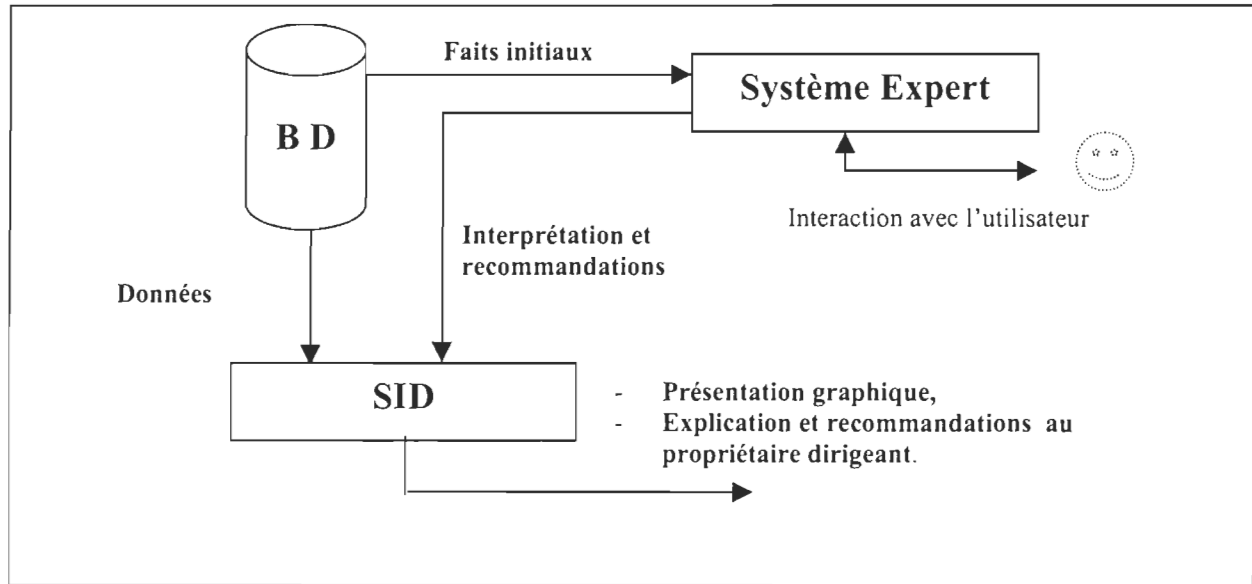 Faits initiaux
Système Expert
B D
Interaction avec l'utilisateur
Interprétation et
recommandations
Données
SID
- Présentation graphique,
- Explication et recommandations au
propriétaire dirigeant.